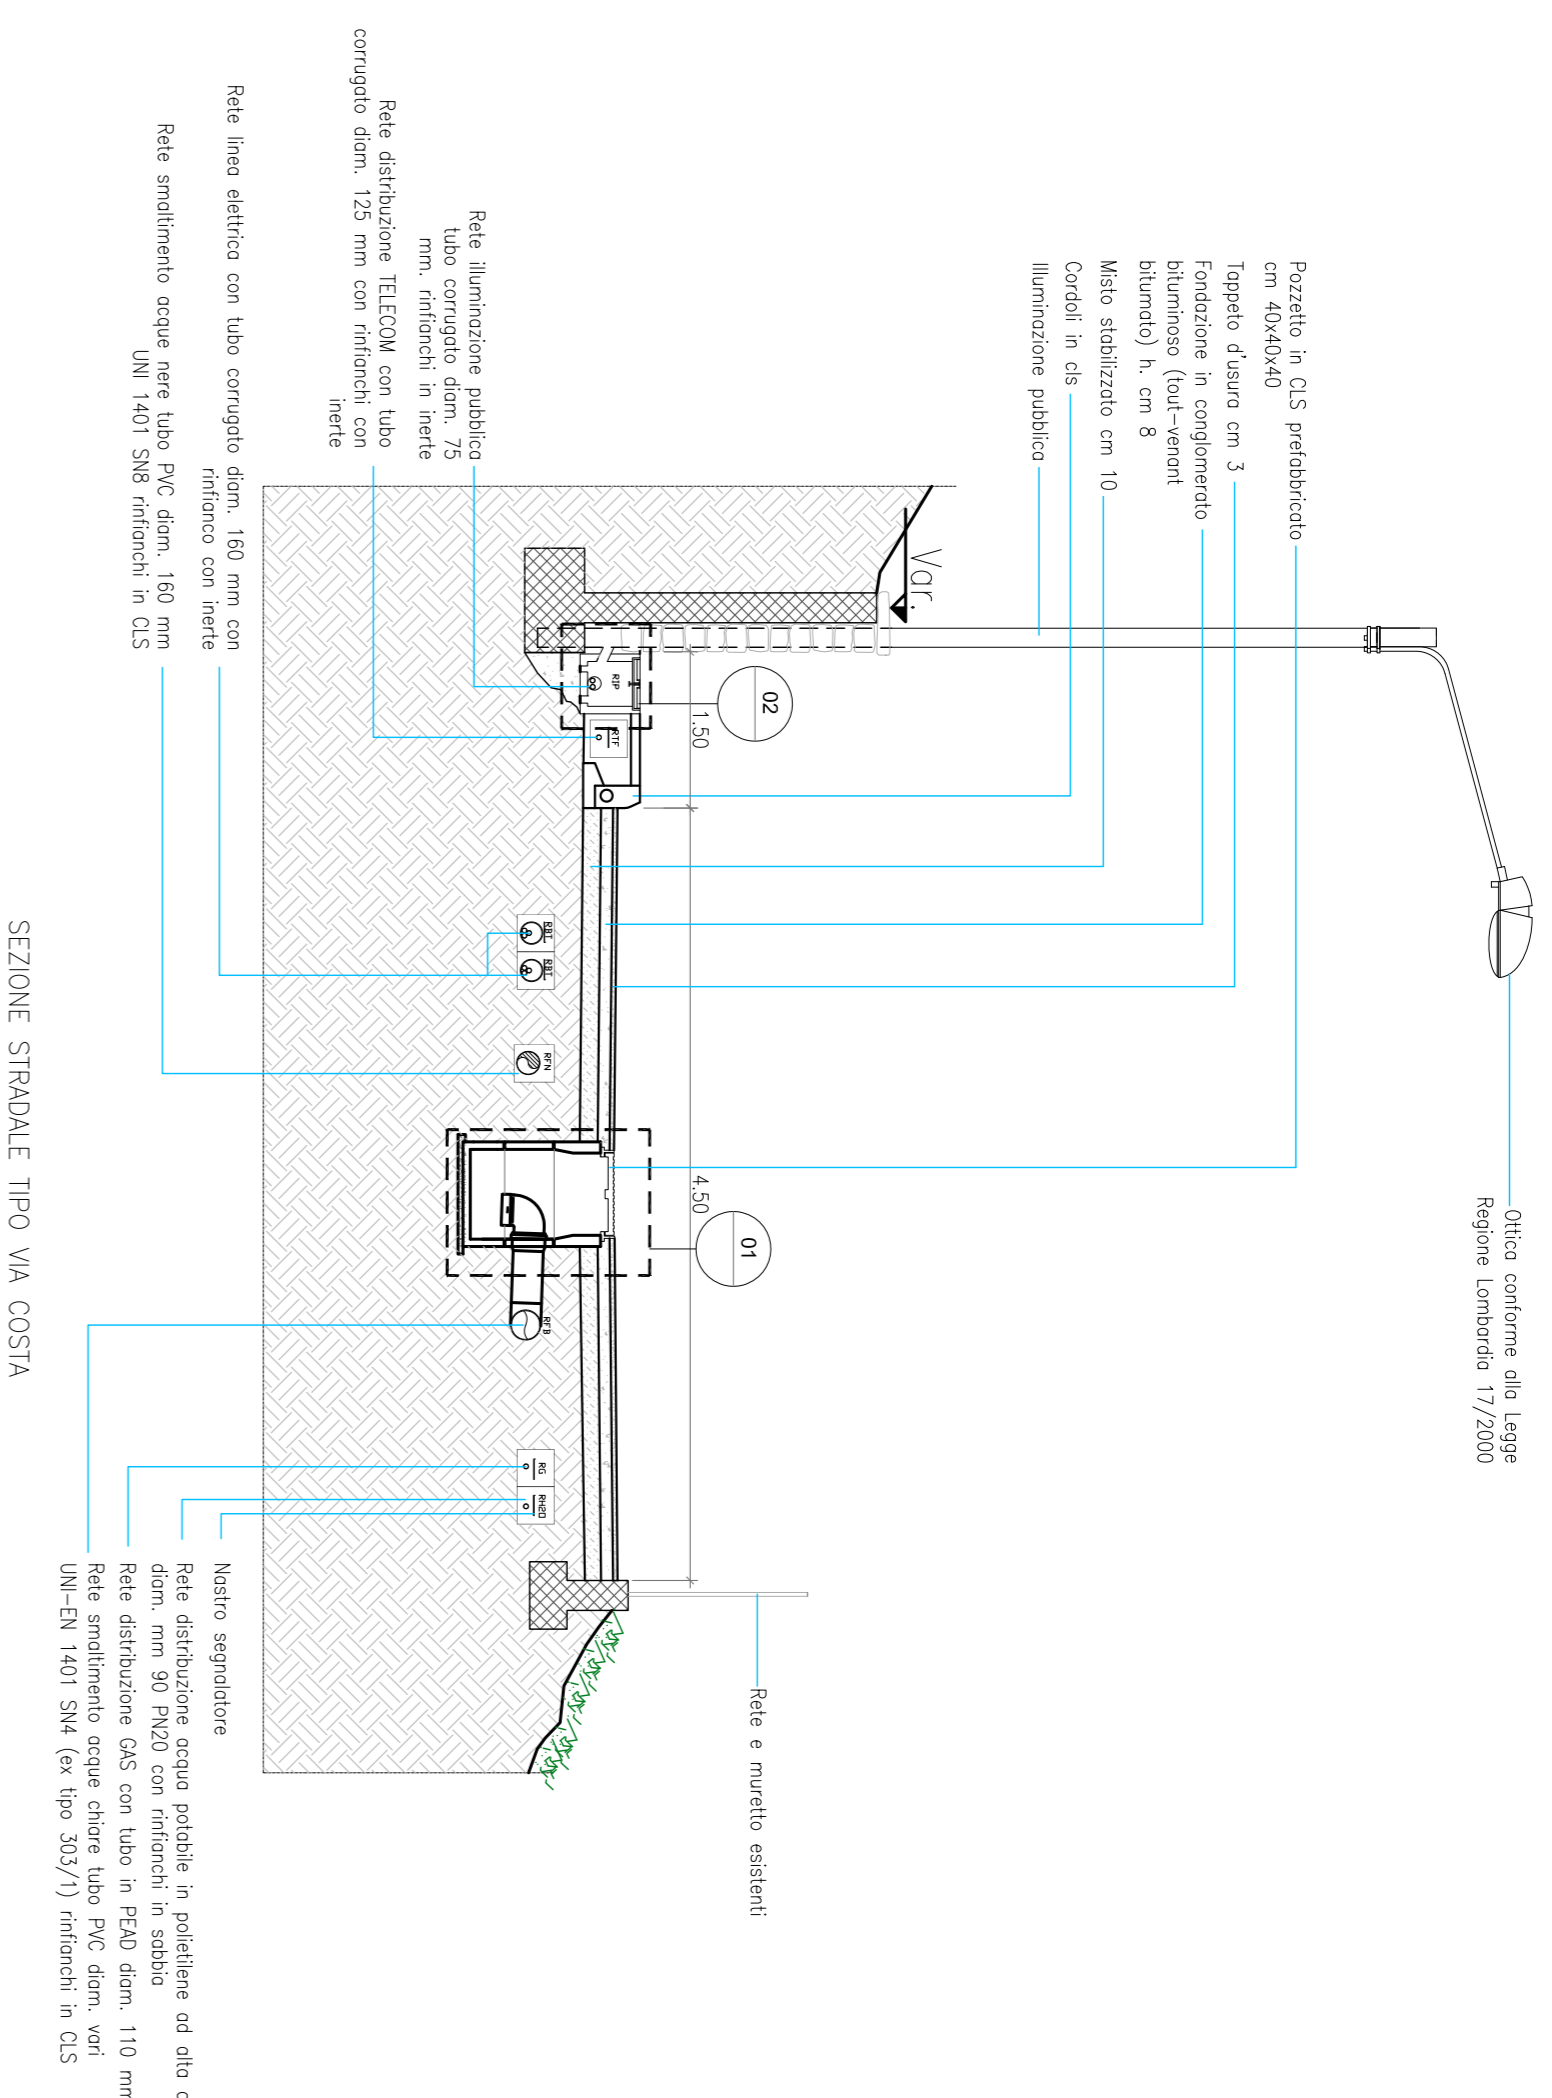 Ottica conforme alla Legge
Regione Lombardia 17/2000
Pozzetto in CLS prefabbricato
cm 40x40x40
Tappeto d'usura cm 3
Fondazione in conglomerato
bituminoso (tout-venant
bitumato) h. cm 8
Misto stabilizzato cm 10
Cordoli in cls
Illuminazione pubblica
Var.
02
01
1.50
4.50
Rete e muretto esistenti
RIP
RTF
RBT
RBT
RFN
RFB
RG
RH2O
Rete illuminazione pubblica
tubo corrugato diam. 75
mm. rinfianchi in inerte
Rete distribuzione TELECOM con tubo
corrugato diam. 125 mm con rinfianchi con
inerte
Rete linea elettrica con tubo corrugato diam. 160 mm con
rinfianco con inerte
Rete smaltimento acque nere tubo PVC diam. 160 mm
UNI 1401 SN8 rinfianchi in CLS
Nastro segnalatore
Rete distribuzione acqua potabile in polietilene ad alta
diam. mm 90 PN20 con rinfianchi in sabbia
Rete distribuzione GAS con tubo in PEAD diam. 110 mm
Rete smaltimento acque chiare tubo PVC diam. vari
UNI-EN 1401 SN4 (ex tipo 303/1) rinfianchi in CLS
SEZIONE STRADALE TIPO VIA COSTA